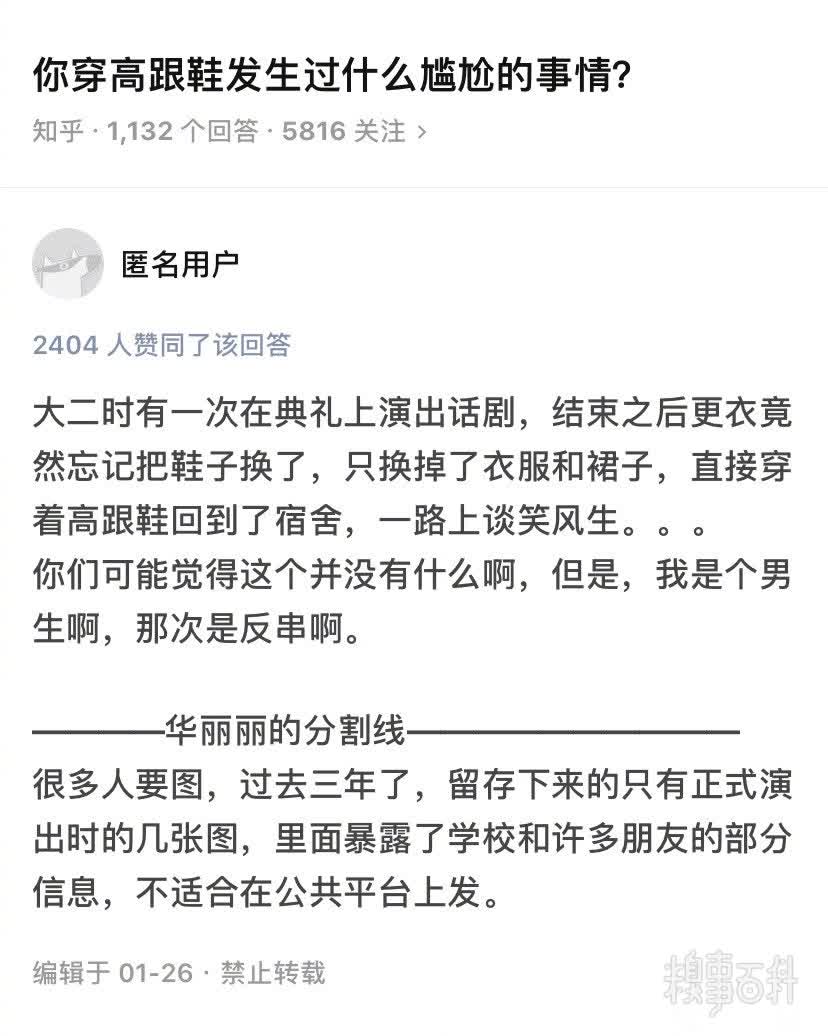 你穿高跟鞋发生过什么尴尬的事情？
知乎 · 1,132 个回答 · 5816 关注 ›
匿名用户
2404 人赞同了该回答
大二时有一次在典礼上演出话剧，结束之后更衣竟
然忘记把鞋子换了，只换掉了衣服和裙子，直接穿
着高跟鞋回到了宿舍，一路上谈笑风生。。。
你们可能觉得这个并没有什么啊，但是，我是个男
生啊，那次是反串啊。
————华丽丽的分割线——————————
很多人要图，过去三年了，留存下来的只有正式演
出时的几张图，里面暴露了学校和许多朋友的部分
信息，不适合在公共平台上发。
编辑于 01-26 · 禁止转载
糗事百科